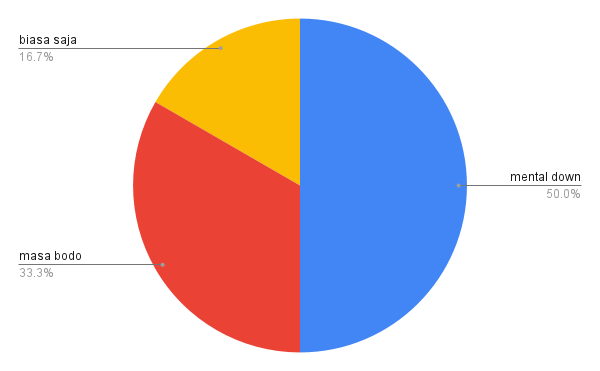 biasa saja
16.7%
mental down
50.0%
masa bodo
33.3%